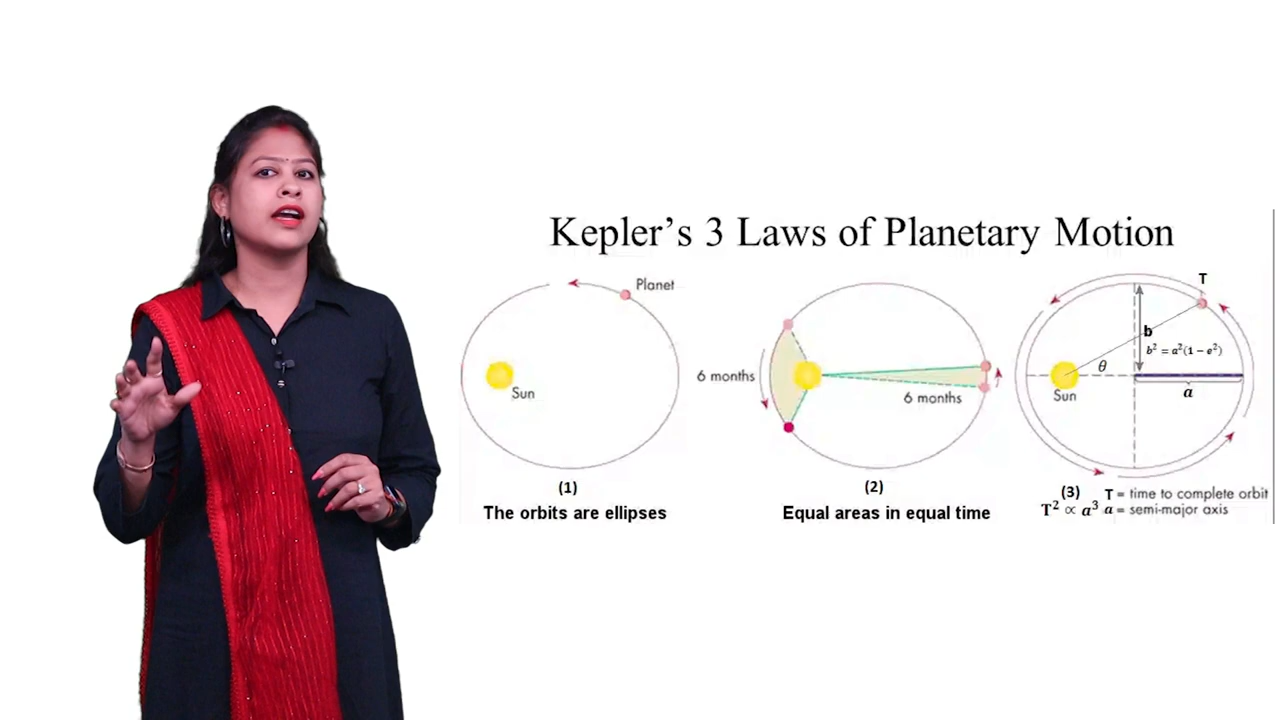 Kepler's 3 Laws of Planetary Motion
Planet
Sun
(1)
The orbits are ellipses
6 months
6 months
(2)
Equal areas in equal time
T
b
b² = a²(1 − e²)
θ
Sun
a
(3) T = time to complete orbit
T² ∝ a³ a = semi-major axis